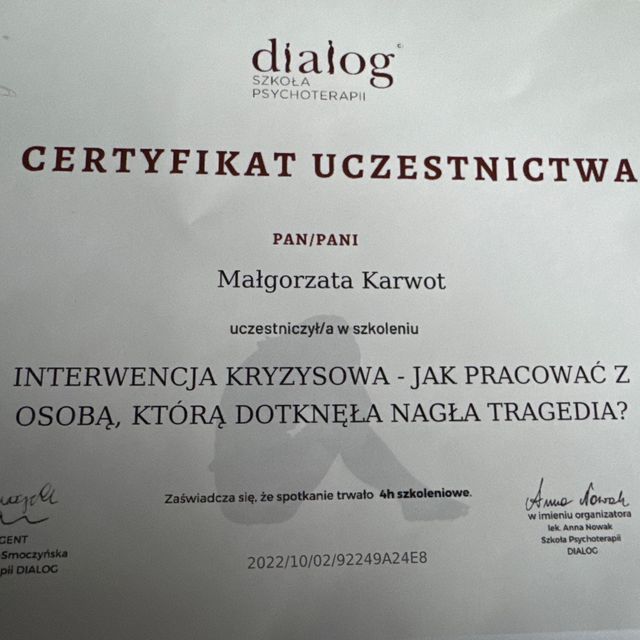 dialog
SZKOŁA
PSYCHOTERAPII
CERTYFIKAT UCZESTNICTWA
PAN/PANI
Małgorzata Karwot
uczestniczył/a w szkoleniu
INTERWENCJA KRYZYSOWA - JAK PRACOWAĆ Z
OSOBĄ, KTÓRĄ DOTKNĘŁA NAGŁA TRAGEDIA?
Zaświadcza się, że spotkanie trwało 4h szkoleniowe.
GENT
Smoczyńska
pii DIALOG
Anna Nowak
w imieniu organizatora
lek. Anna Nowak
Szkoła Psychoterapii
DIALOG
2022/10/02/92249A24E8